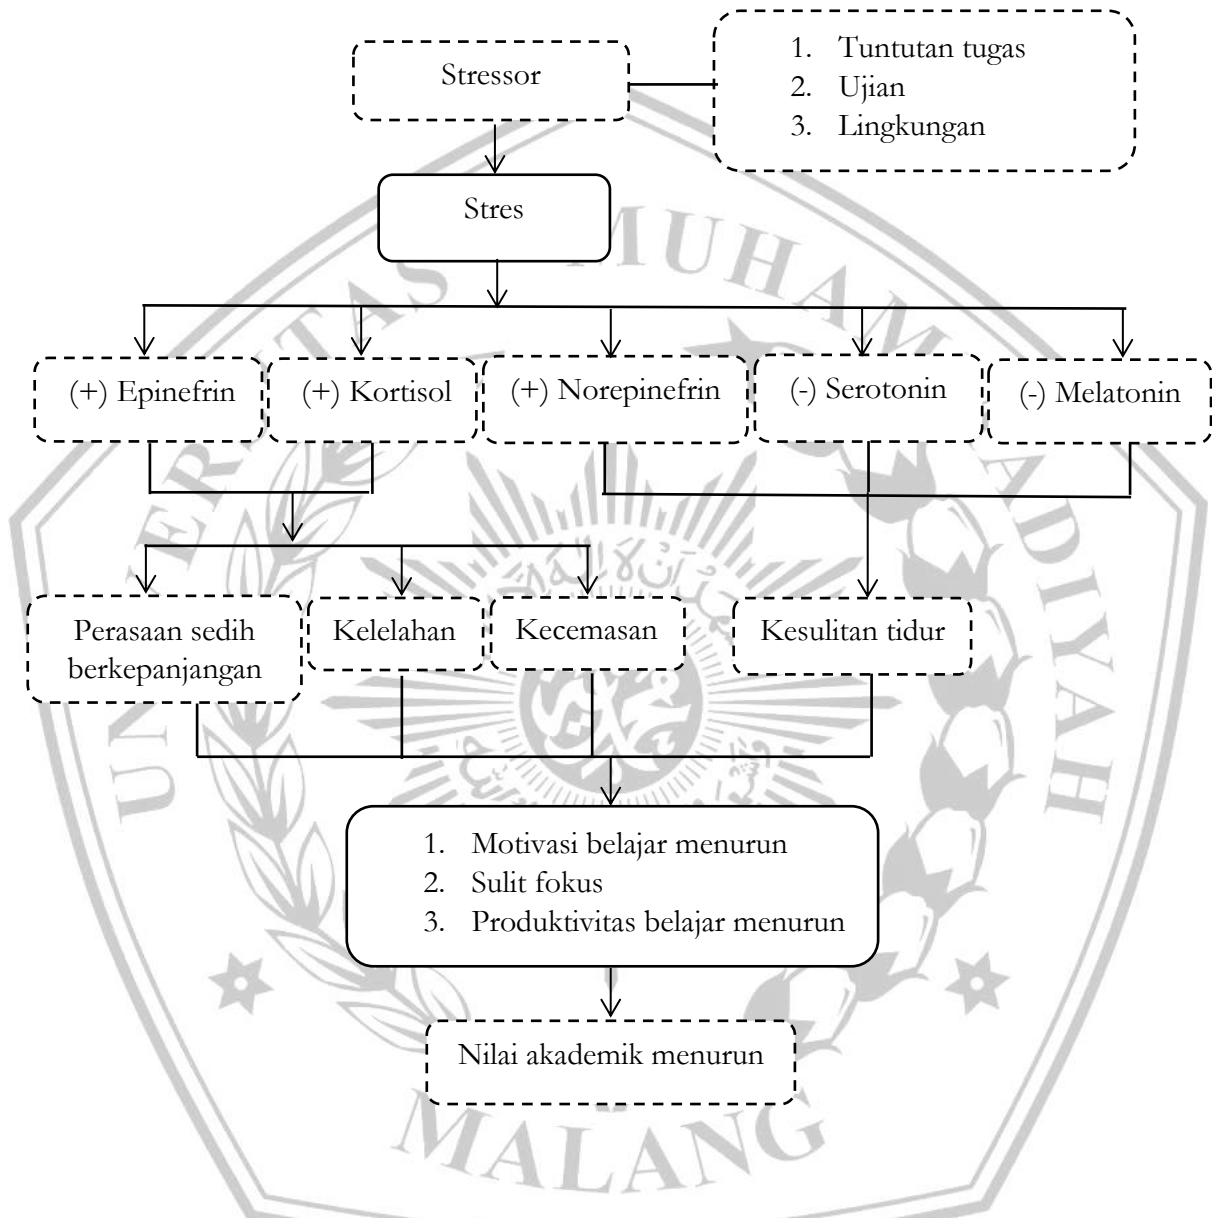 Stressor
1. Tuntutan tugas
2. Ujian
3. Lingkungan
Stres
(+) Epinefrin
(+) Kortisol
(+) Norepinefrin
(-) Serotonin
(-) Melatonin
Perasaan sedih
berkepanjangan
Kelelahan
Kecemasan
Kesulitan tidur
1. Motivasi belajar menurun
2. Sulit fokus
3. Produktivitas belajar menurun
Nilai akademik menurun
MALANG